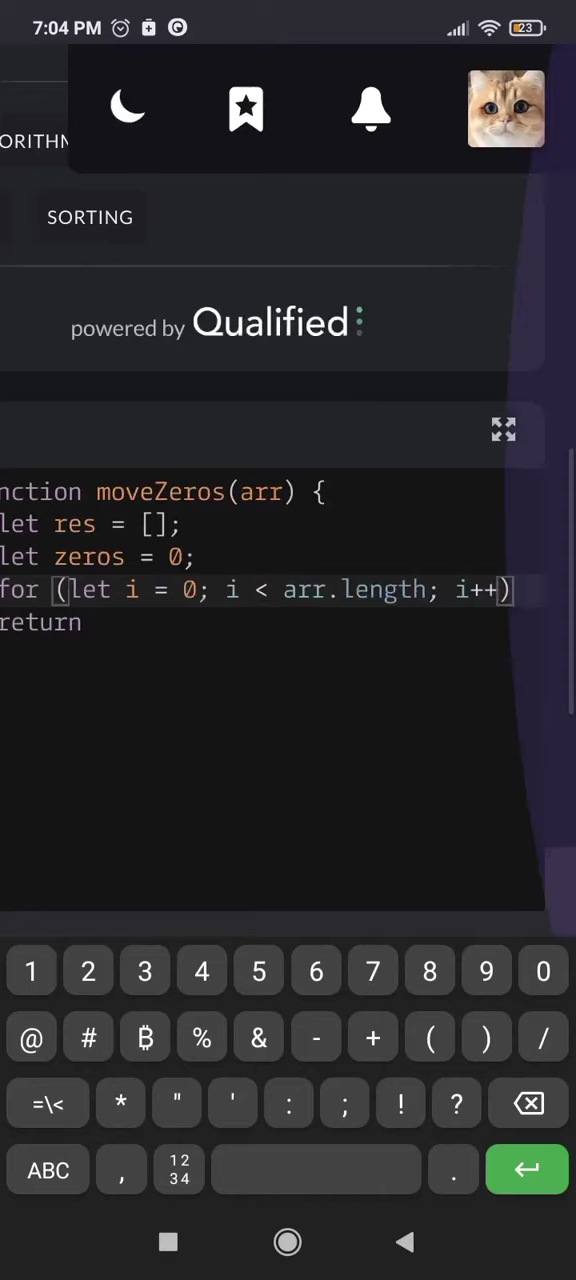 7:04 PM 23
ORITHM
SORTING
powered by Qualified
nction moveZeros(arr) {
let res = [];
let zeros = 0;
for (let i = 0; i < arr.length; i++)
return
1 2 3 4 5 6 7 8 9 0
@ # ₿ % & - + ( ) /
=\< * " ' : ; ! ?
ABC , 12 34 .